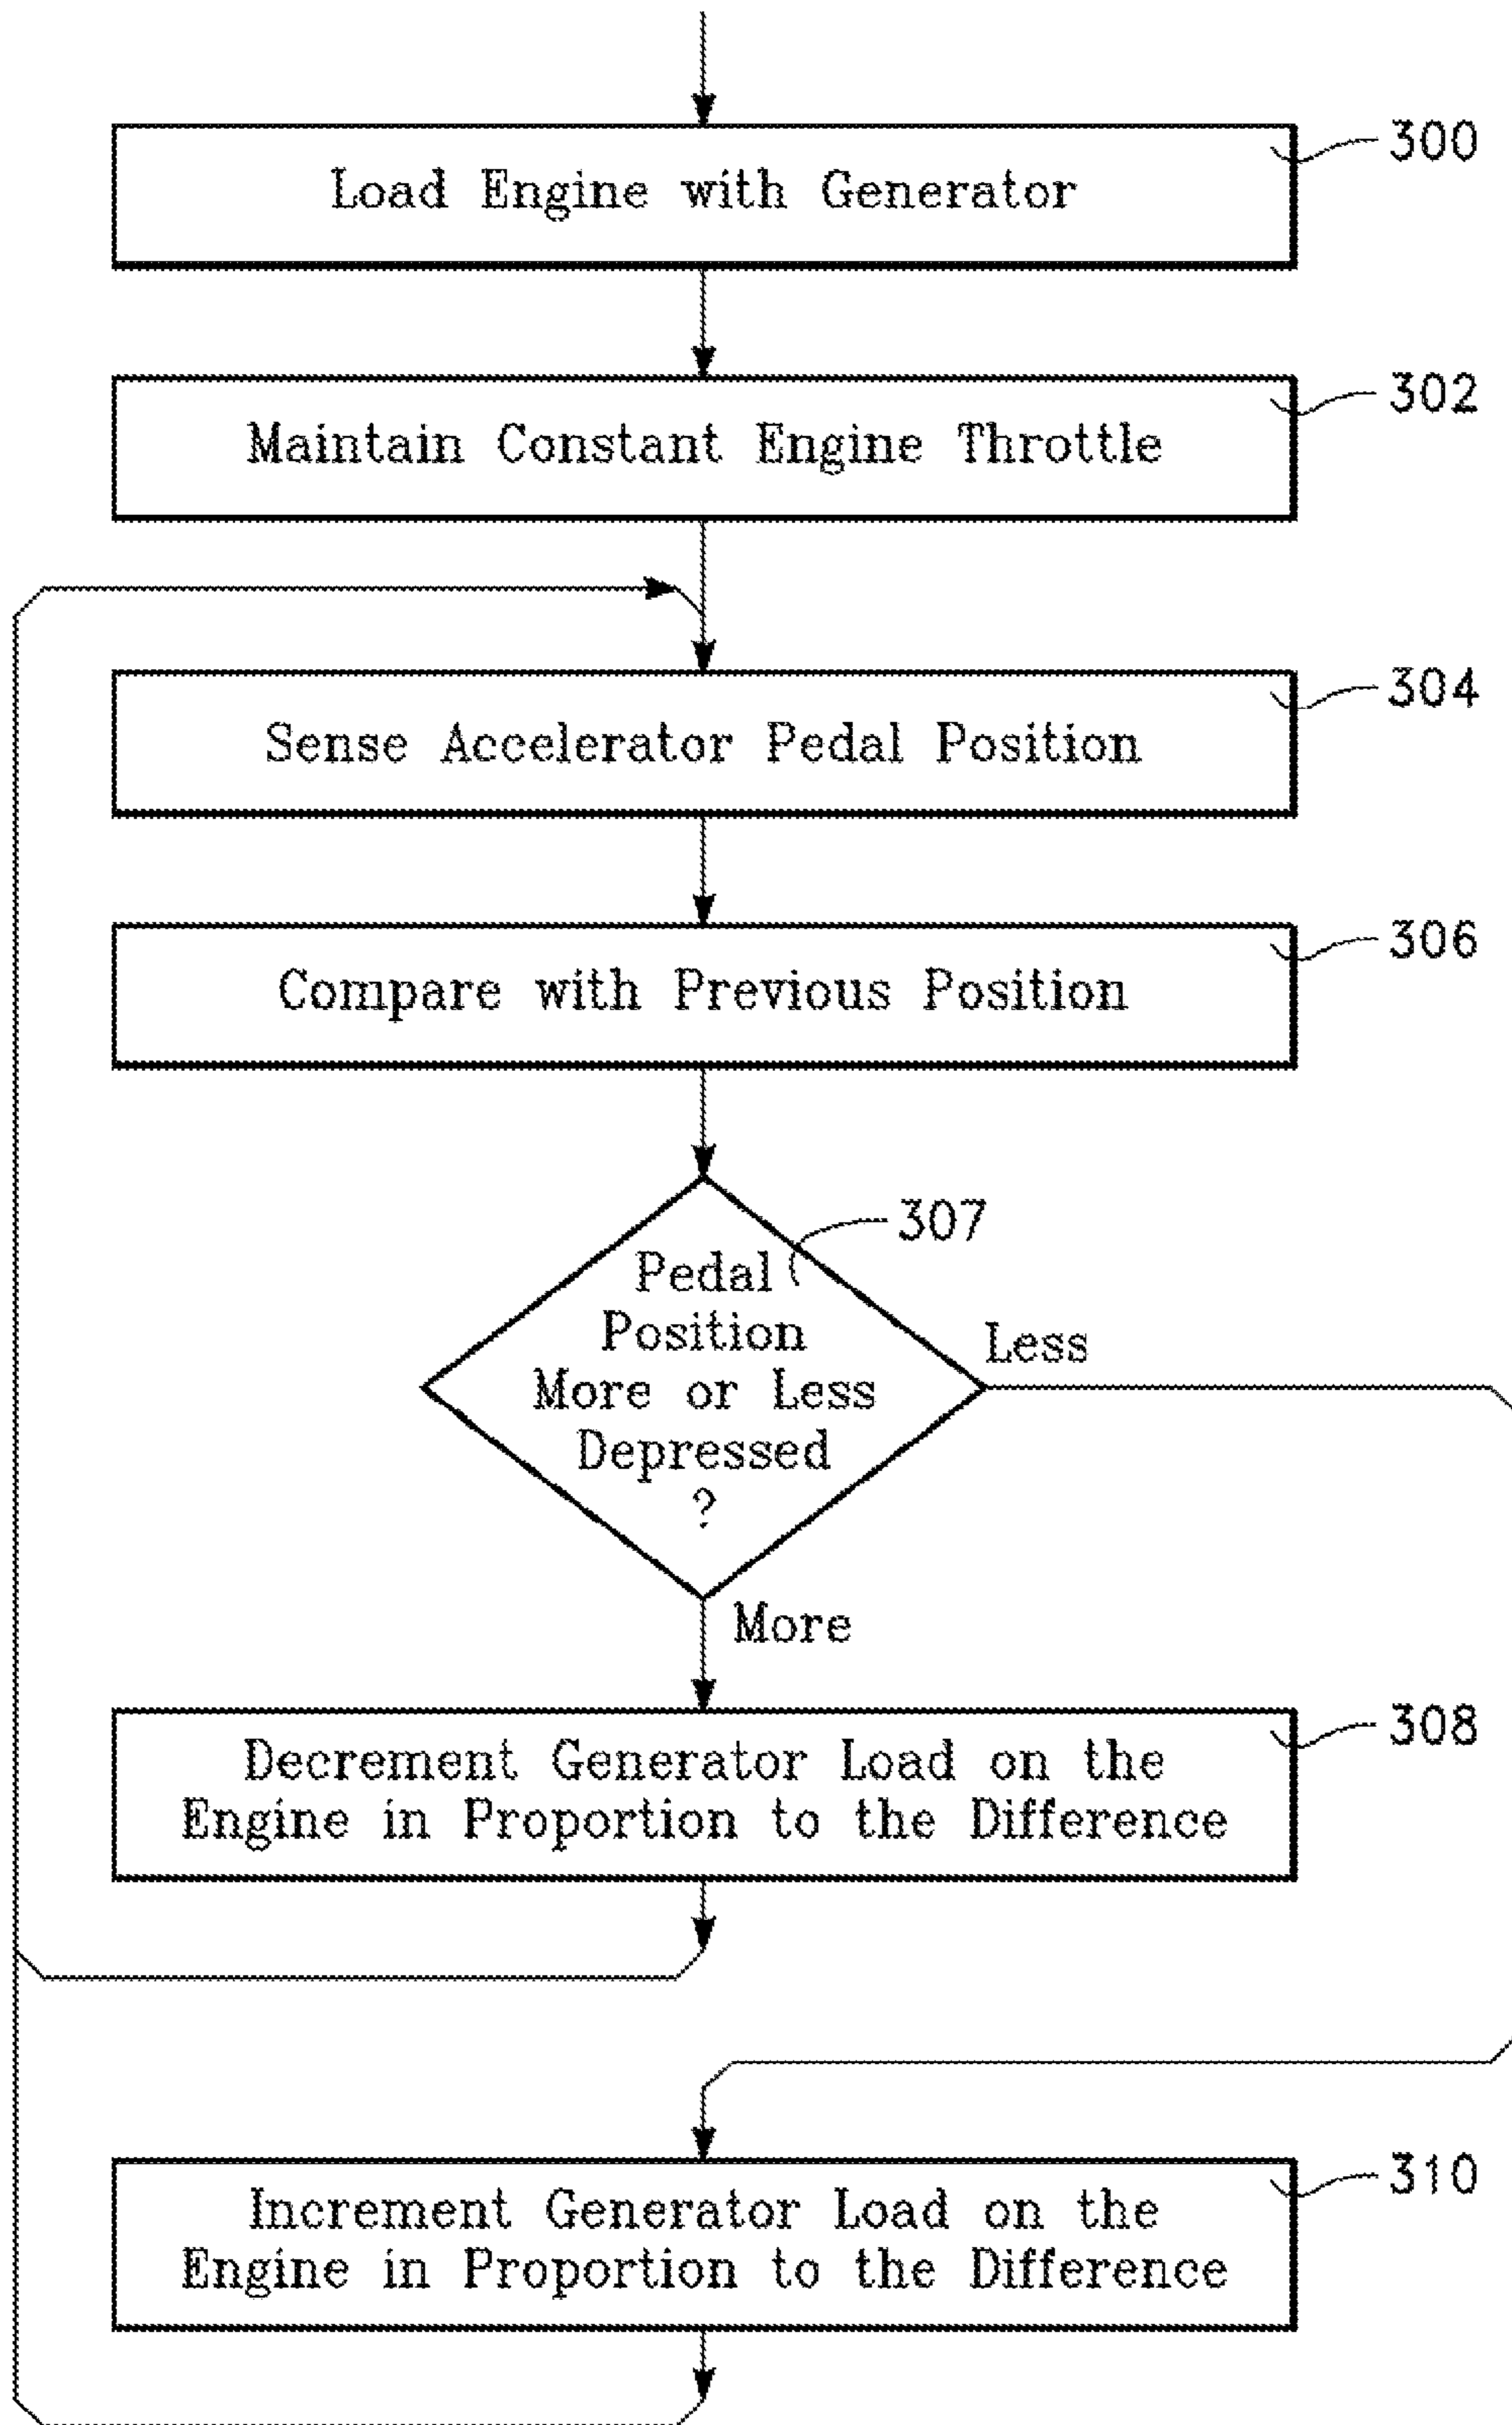 300
Load Engine with Generator
302
Maintain Constant Engine Throttle
304
Sense Accelerator Pedal Position
306
Compare with Previous Position
307
Pedal
Position
More or Less
Depressed
?
Less
More
308
Decrement Generator Load on the
Engine in Proportion to the Difference
310
Increment Generator Load on the
Engine in Proportion to the Difference